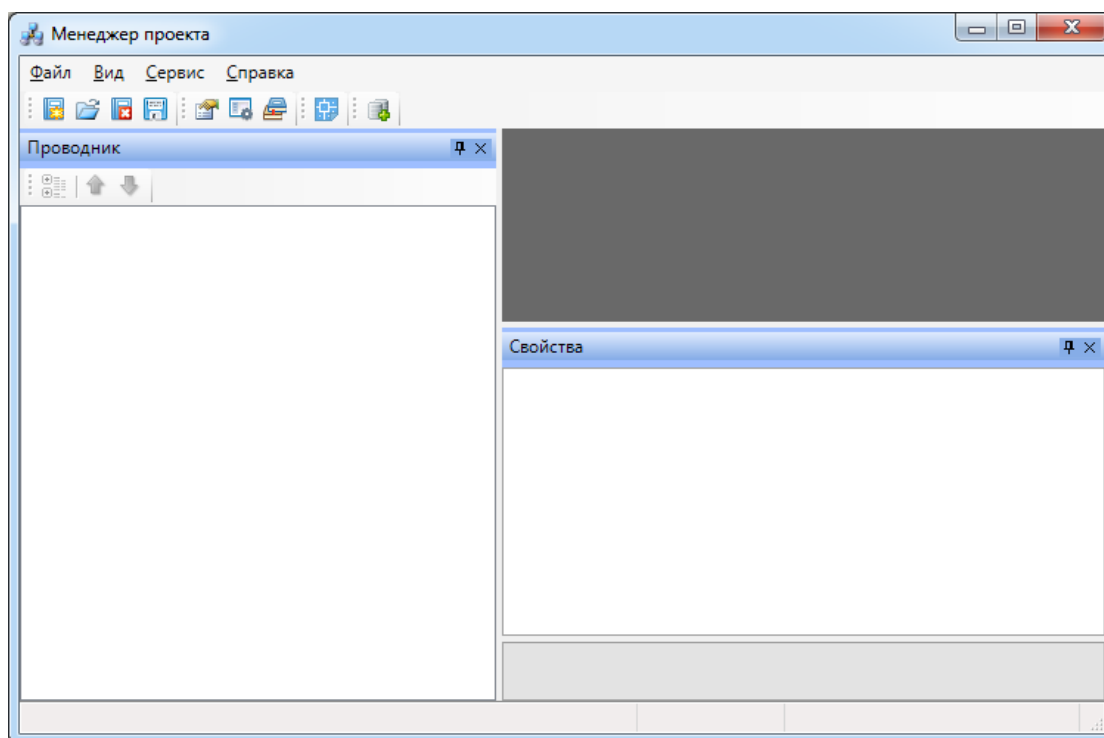 Менеджер проекта
Файл Вид Сервис Справка
Проводник
Свойства